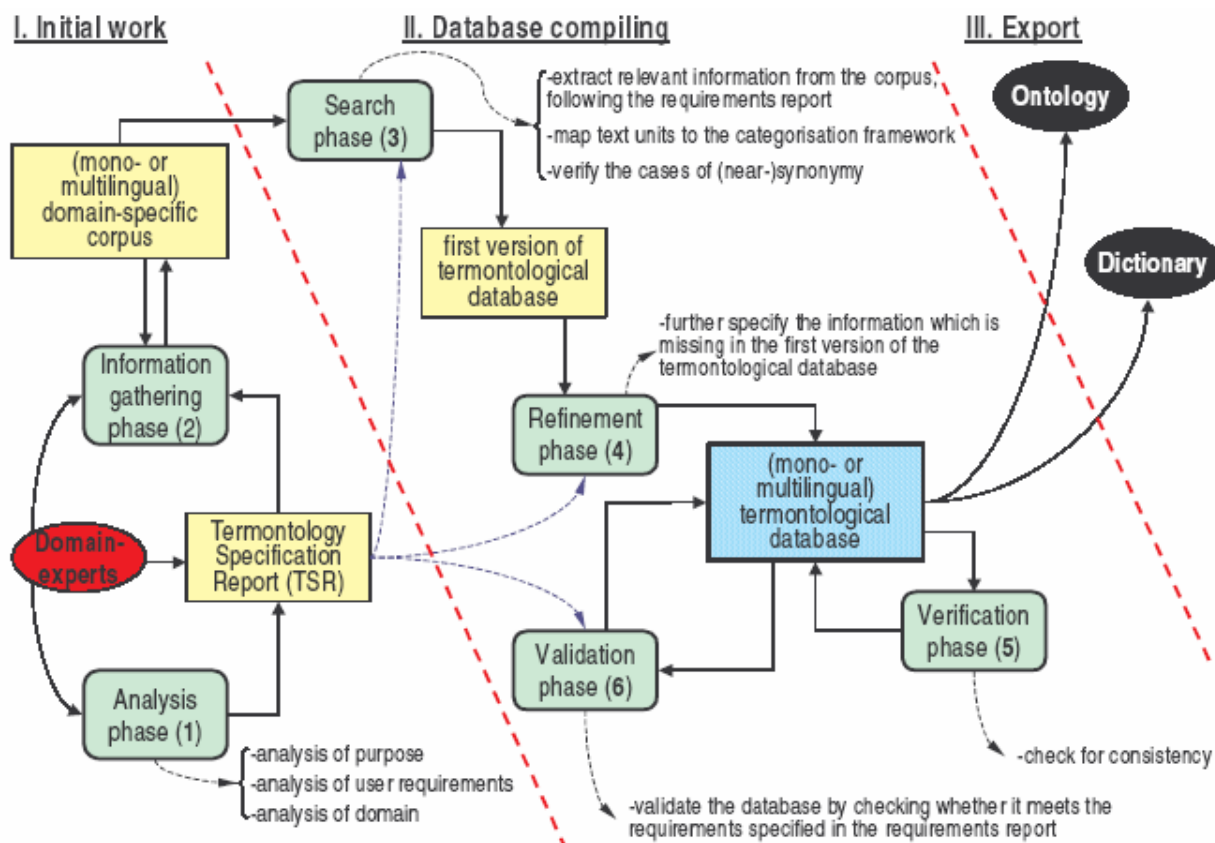 I. Initial work
II. Database compiling
III. Export
Search
phase (3)
-extract relevant information from the corpus,
following the requirements report
-map text units to the categorisation framework
-verify the cases of (near-)synonymy
Ontology
(mono- or
multilingual)
domain-specific
corpus
first version of
termontological
database
Dictionary
-further specify the information which is
missing in the first version of the
termontological database
Information
gathering
phase (2)
Refinement
phase (4)
(mono- or
multilingual)
termontological
database
Domain-
experts
Termontology
Specification
Report (TSR)
Verification
phase (5)
Validation
phase (6)
Analysis
phase (1)
-analysis of purpose
-analysis of user requirements
-analysis of domain
-check for consistency
-validate the database by checking whether it meets the
requirements specified in the requirements report